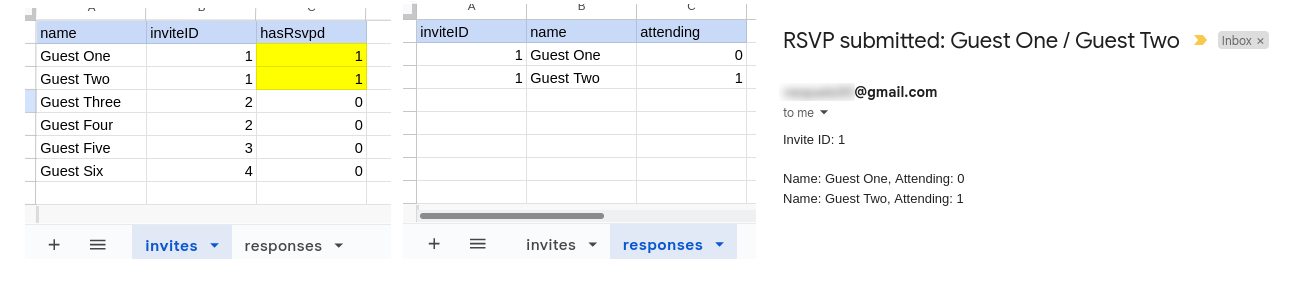 name inviteID hasRsvpd
Guest One 1 1
Guest Two 1 1
Guest Three 2 0
Guest Four 2 0
Guest Five 3 0
Guest Six 4 0
+ invites responses
A B C
inviteID name attending
1 Guest One 0
1 Guest Two 1
+ invites responses
RSVP submitted: Guest One / Guest Two Inbox ×
@gmail.com
to me
Invite ID: 1
Name: Guest One, Attending: 0
Name: Guest Two, Attending: 1